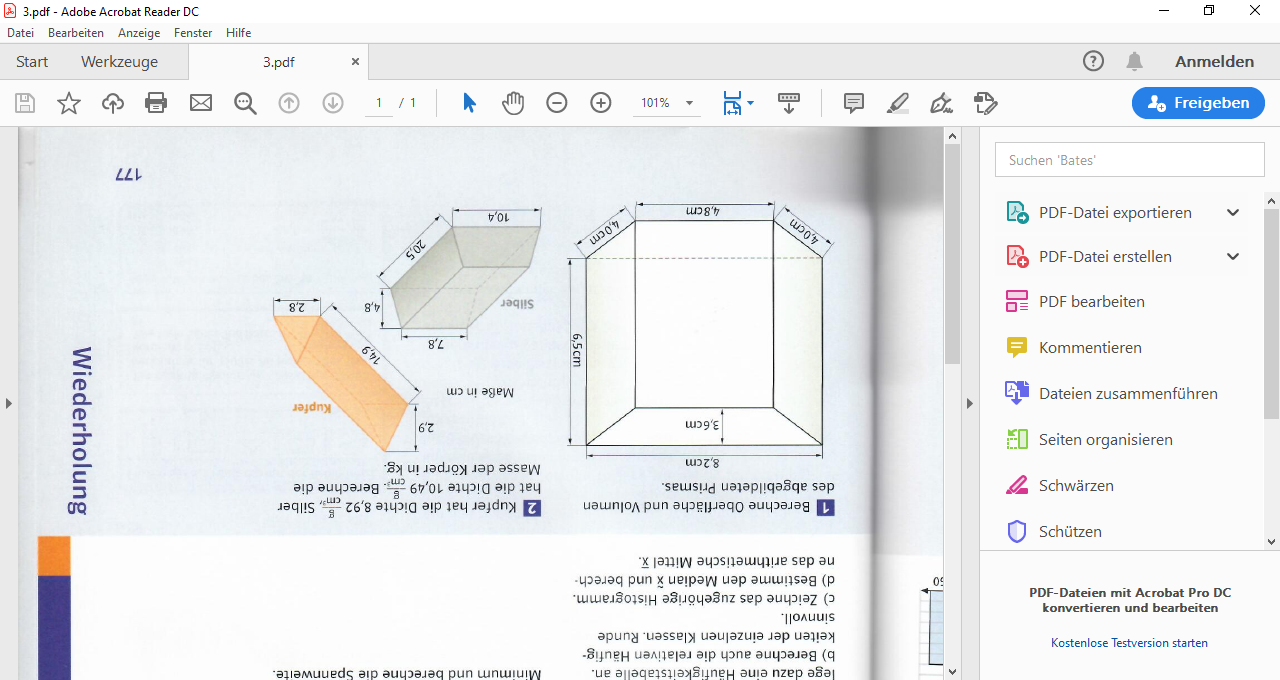 3.pdf - Adobe Acrobat Reader DC
Datei Bearbeiten Anzeige Fenster Hilfe
Start Werkzeuge 3.pdf Anmelden
1 / 1 101% Freigeben
lege dazu eine Häufigkeitstabelle an.
b) Berechne auch die relativen Häufig-
keiten der einzelnen Klassen. Runde
sinnvoll.
c) Zeichne das zugehörige Histogramm.
d) Bestimme den Median x̃ und berech-
ne das arithmetische Mittel x̅.
Minimum und berechne die Spannweite.
Wiederholung
1 Berechne Oberfläche und Volumen
des abgebildeten Prismas.
8,2cm
3,6cm
6,5cm
4,0cm
4,0cm
4,8cm
2 Kupfer hat die Dichte 8,92 g/cm³, Silber
hat die Dichte 10,49 g/cm³. Berechne die
Masse der Körper in kg.
2,9
Kupfer
Maße in cm
14,9
2,8
7,8
4,8
Silber
20,5
10,4
177
Suchen 'Bates'
PDF-Datei exportieren
PDF-Datei erstellen
PDF bearbeiten
Kommentieren
Dateien zusammenführen
Seiten organisieren
Schwärzen
Schützen
PDF-Dateien mit Acrobat Pro DC
konvertieren und bearbeiten
Kostenlose Testversion starten